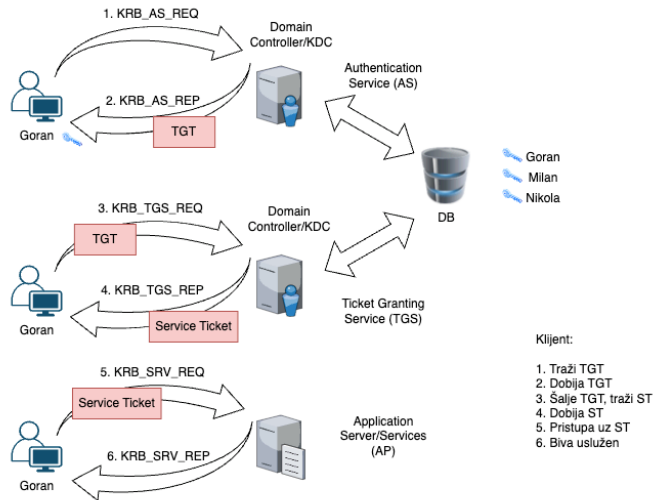 1. KRB_AS_REQ
Domain
Controller/KDC
Authentication
Service (AS)
2. KRB_AS_REP
TGT
Goran
Goran
Milan
Nikola
DB
3. KRB_TGS_REQ
TGT
Domain
Controller/KDC
4. KRB_TGS_REP
Service Ticket
Goran
Ticket Granting
Service (TGS)
Klijent:
1. Traži TGT
2. Dobija TGT
3. Šalje TGT, traži ST
4. Dobija ST
5. Pristupa uz ST
6. Biva uslužen
5. KRB_SRV_REQ
Service Ticket
Application
Server/Services
(AP)
6. KRB_SRV_REP
Goran